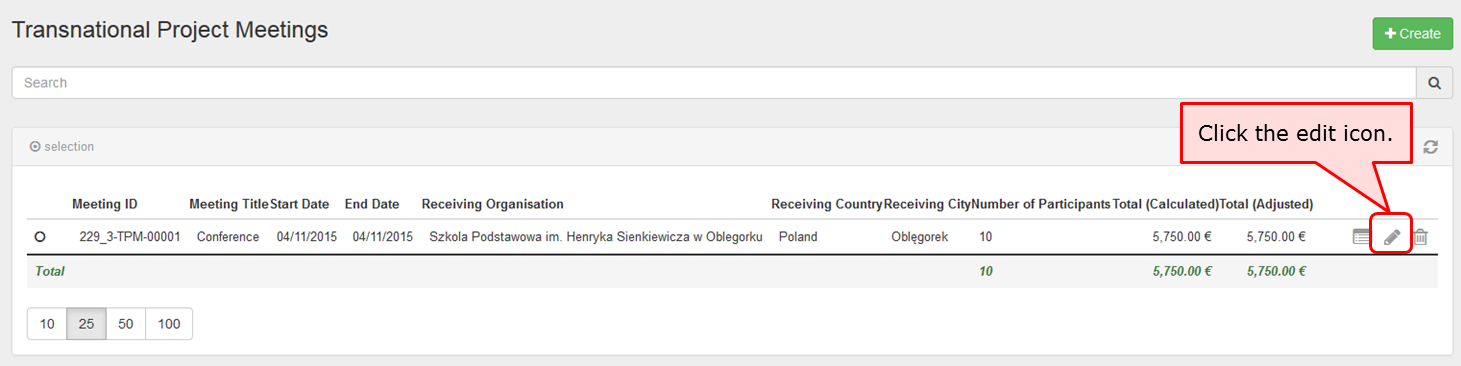 Transnational Project Meetings
Create
Search
Click the edit icon.
selection
Meeting ID Meeting Title Start Date End Date Receiving Organisation Receiving Country Receiving City Number of Participants Total (Calculated) Total (Adjusted)
229_3-TPM-00001 Conference 04/11/2015 04/11/2015 Szkola Podstawowa im. Henryka Sienkiewicza w Oblegorku Poland Oblęgorek 10 5,750.00 € 5,750.00 €
Total 10 5,750.00 € 5,750.00 €
10 25 50 100